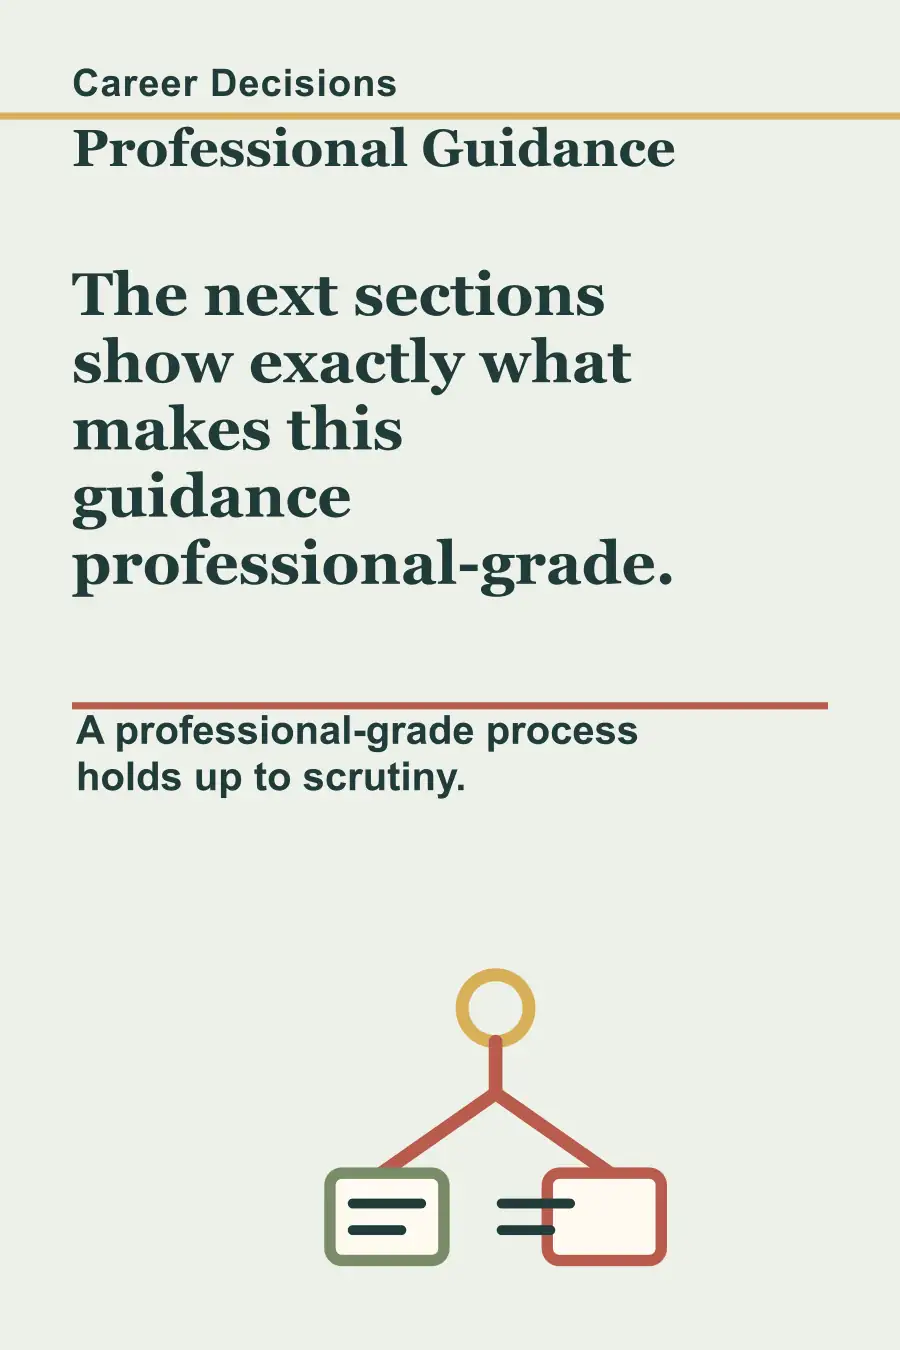 Career Decisions
Professional Guidance
The next sections
show exactly what
makes this
guidance
professional-grade.
A professional-grade process
holds up to scrutiny.